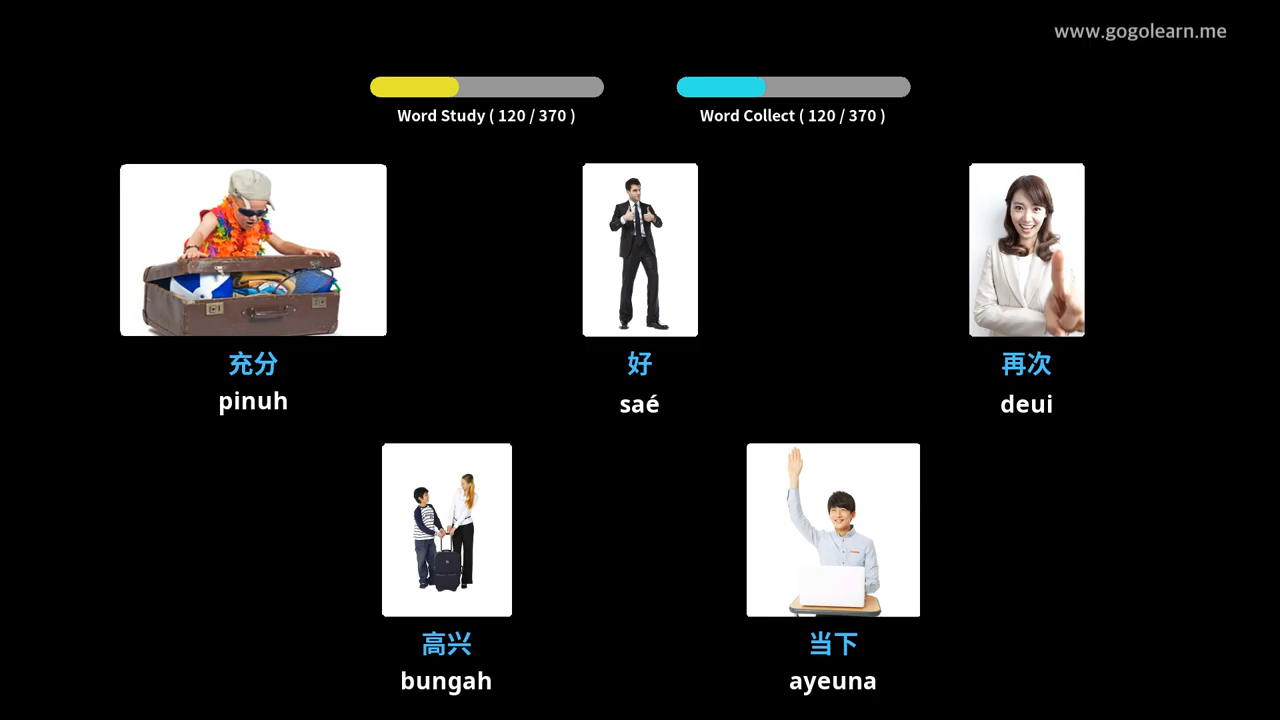 www.gogolearn.me
Word Study ( 120 / 370 )
Word Collect ( 120 / 370 )
充分
pinuh
好
saé
再次
deui
高兴
bungah
当下
ayeuna